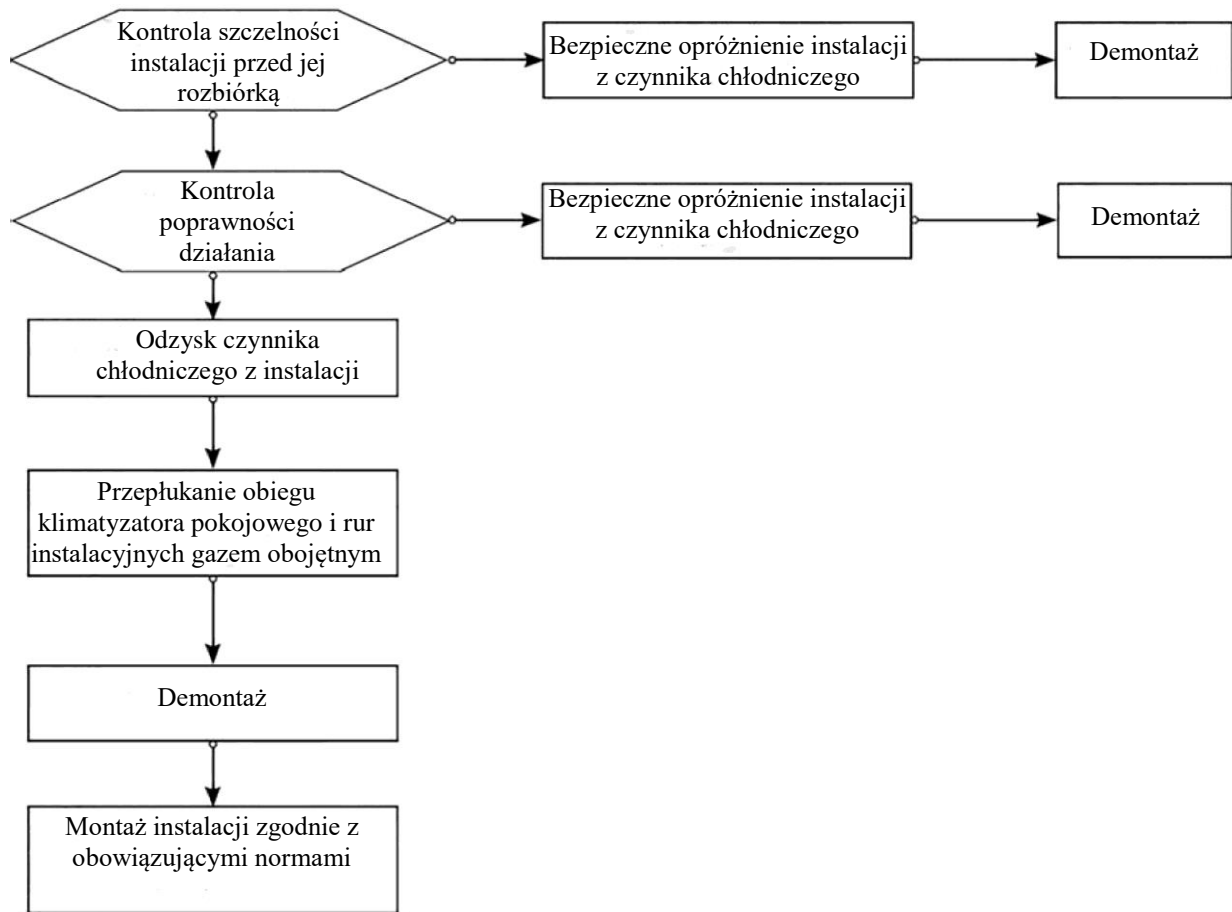 Kontrola szczelności
instalacji przed jej
rozbiórką
Bezpieczne opróżnienie instalacji
z czynnika chłodniczego
Demontaż
Kontrola
poprawności
działania
Bezpieczne opróżnienie instalacji
z czynnika chłodniczego
Demontaż
Odzysk czynnika
chłodniczego z instalacji
Przepłukanie obiegu
klimatyzatora pokojowego i rur
instalacyjnych gazem obojętnym
Demontaż
Montaż instalacji zgodnie z
obowiązującymi normami